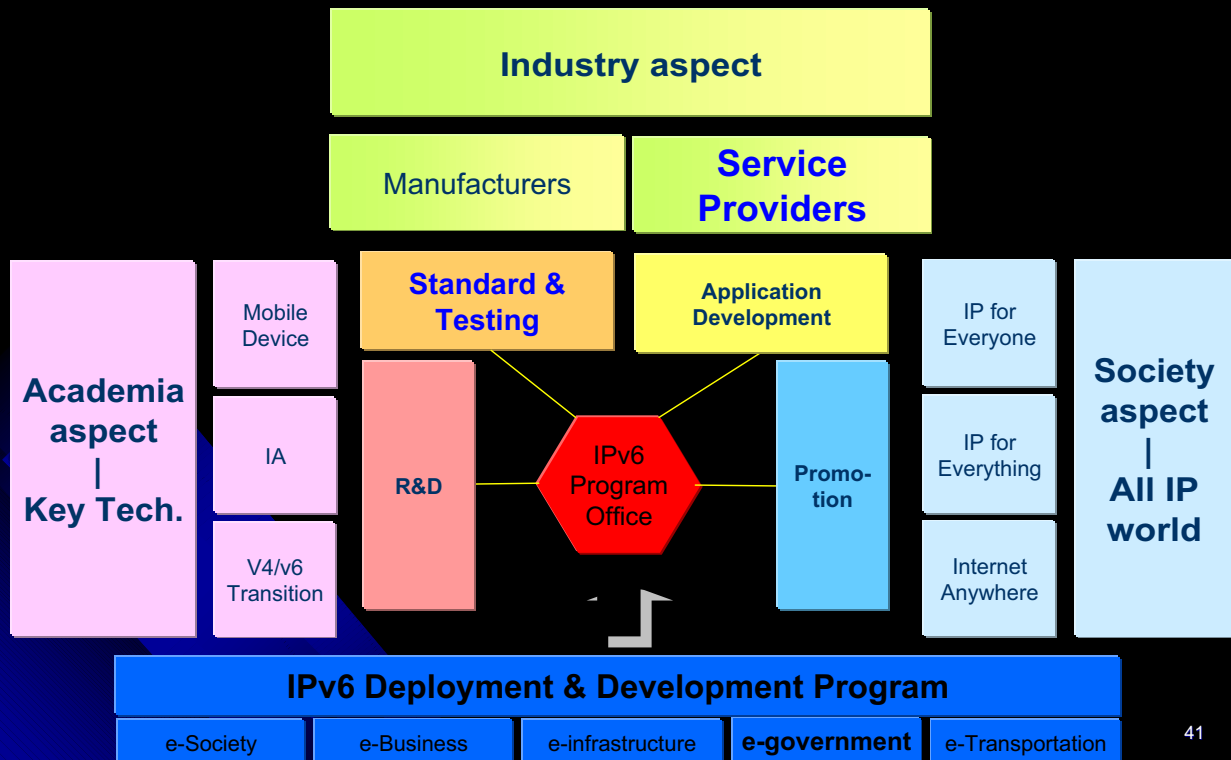 Industry aspect
Manufacturers
Service
Providers
Academia
aspect
|
Key Tech.
Mobile
Device
IA
V4/v6
Transition
Standard &
Testing
Application
Development
R&D
IPv6
Program
Office
Promo-
tion
IP for
Everyone
IP for
Everything
Internet
Anywhere
Society
aspect
|
All IP
world
IPv6 Deployment & Development Program
e-Society
e-Business
e-infrastructure
e-government
e-Transportation
41